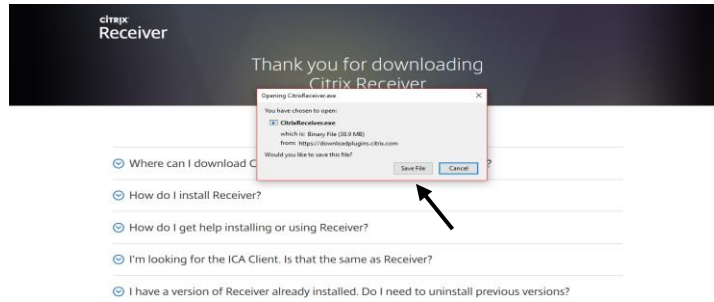 CITRIX
Receiver
Thank you for downloading
Citrix Receiver
Opening CitrixReceiver.exe
You have chosen to open:
CitrixReceiver.exe
which is: Binary File (38.9 MB)
from: https://downloadplugins.citrix.com
Would you like to save this file?
Save File Cancel
Where can I download C ?
How do I install Receiver?
How do I get help installing or using Receiver?
I'm looking for the ICA Client. Is that the same as Receiver?
I have a version of Receiver already installed. Do I need to uninstall previous versions?